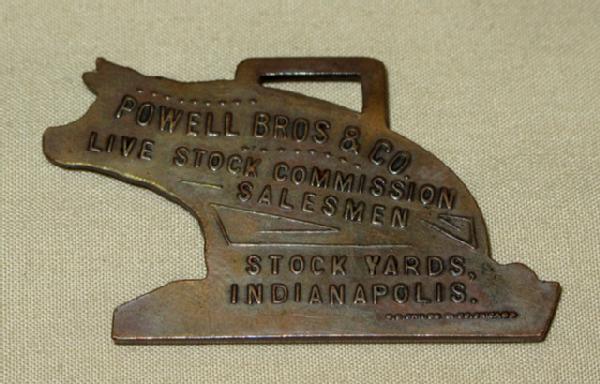 POWELL BROS & CO.
LIVE STOCK COMMISSION
SALESMEN
STOCK YARDS,
INDIANAPOLIS.